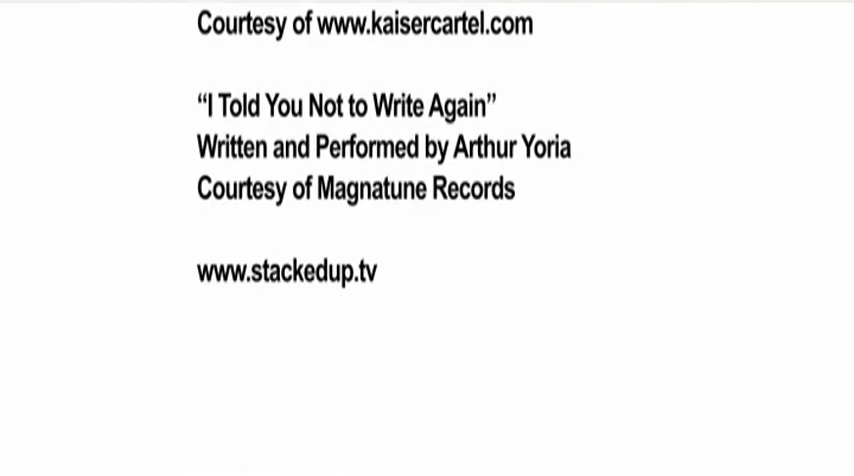 Courtesy of www.kaisercartel.com
“I Told You Not to Write Again”
Written and Performed by Arthur Yoria
Courtesy of Magnatune Records
www.stackedup.tv